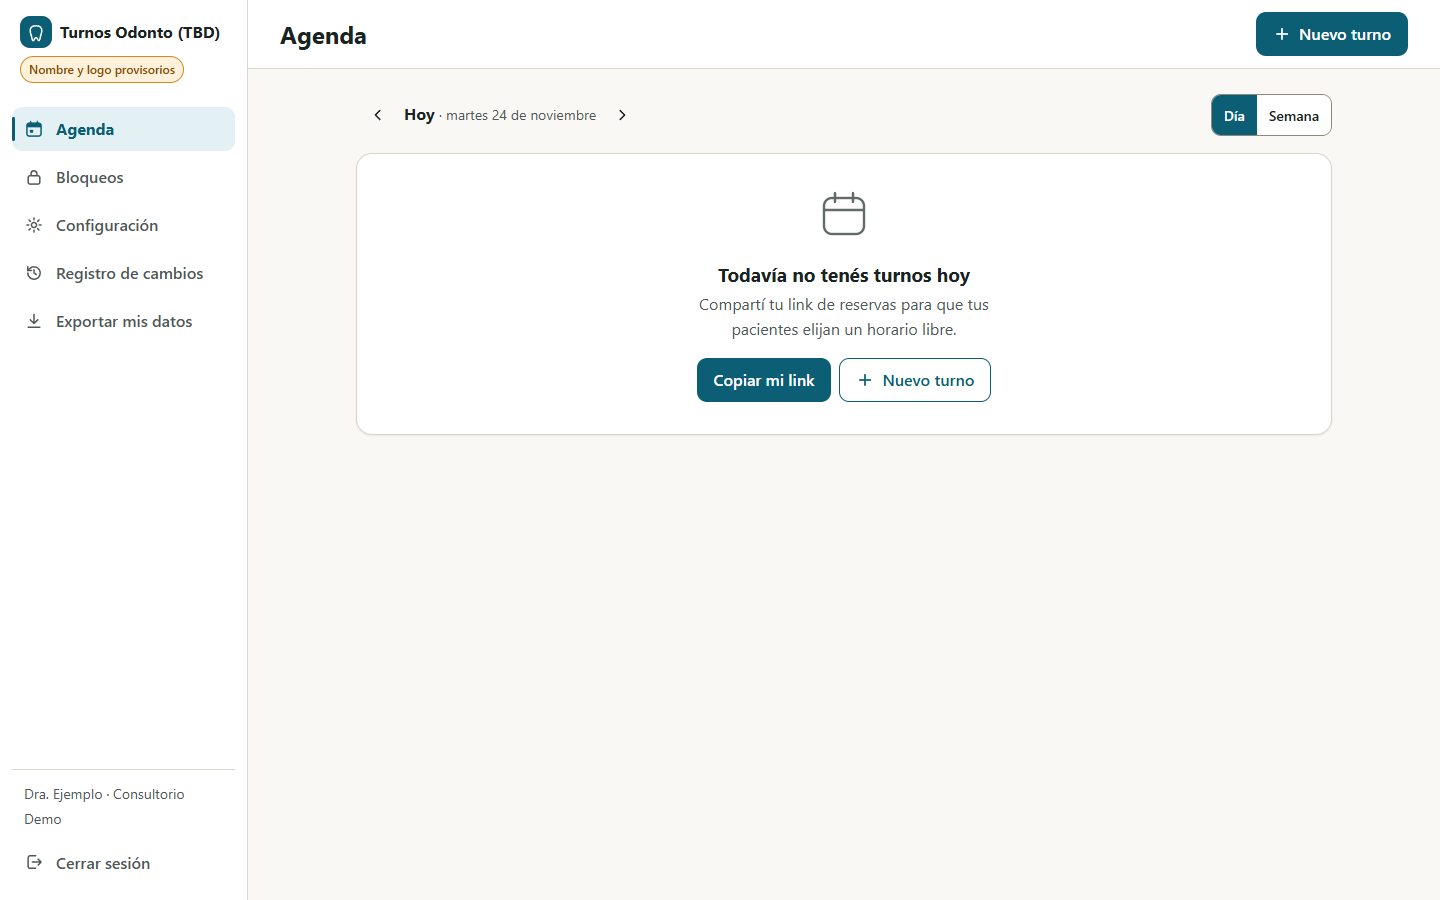 Turnos Odonto (TBD)
Nombre y logo provisorios
Agenda
Bloqueos
Configuración
Registro de cambios
Exportar mis datos
Dra. Ejemplo · Consultorio
Demo
Cerrar sesión
Agenda
Nuevo turno
Hoy · martes 24 de noviembre
Día
Semana
Todavía no tenés turnos hoy
Compartí tu link de reservas para que tus
pacientes elijan un horario libre.
Copiar mi link
Nuevo turno